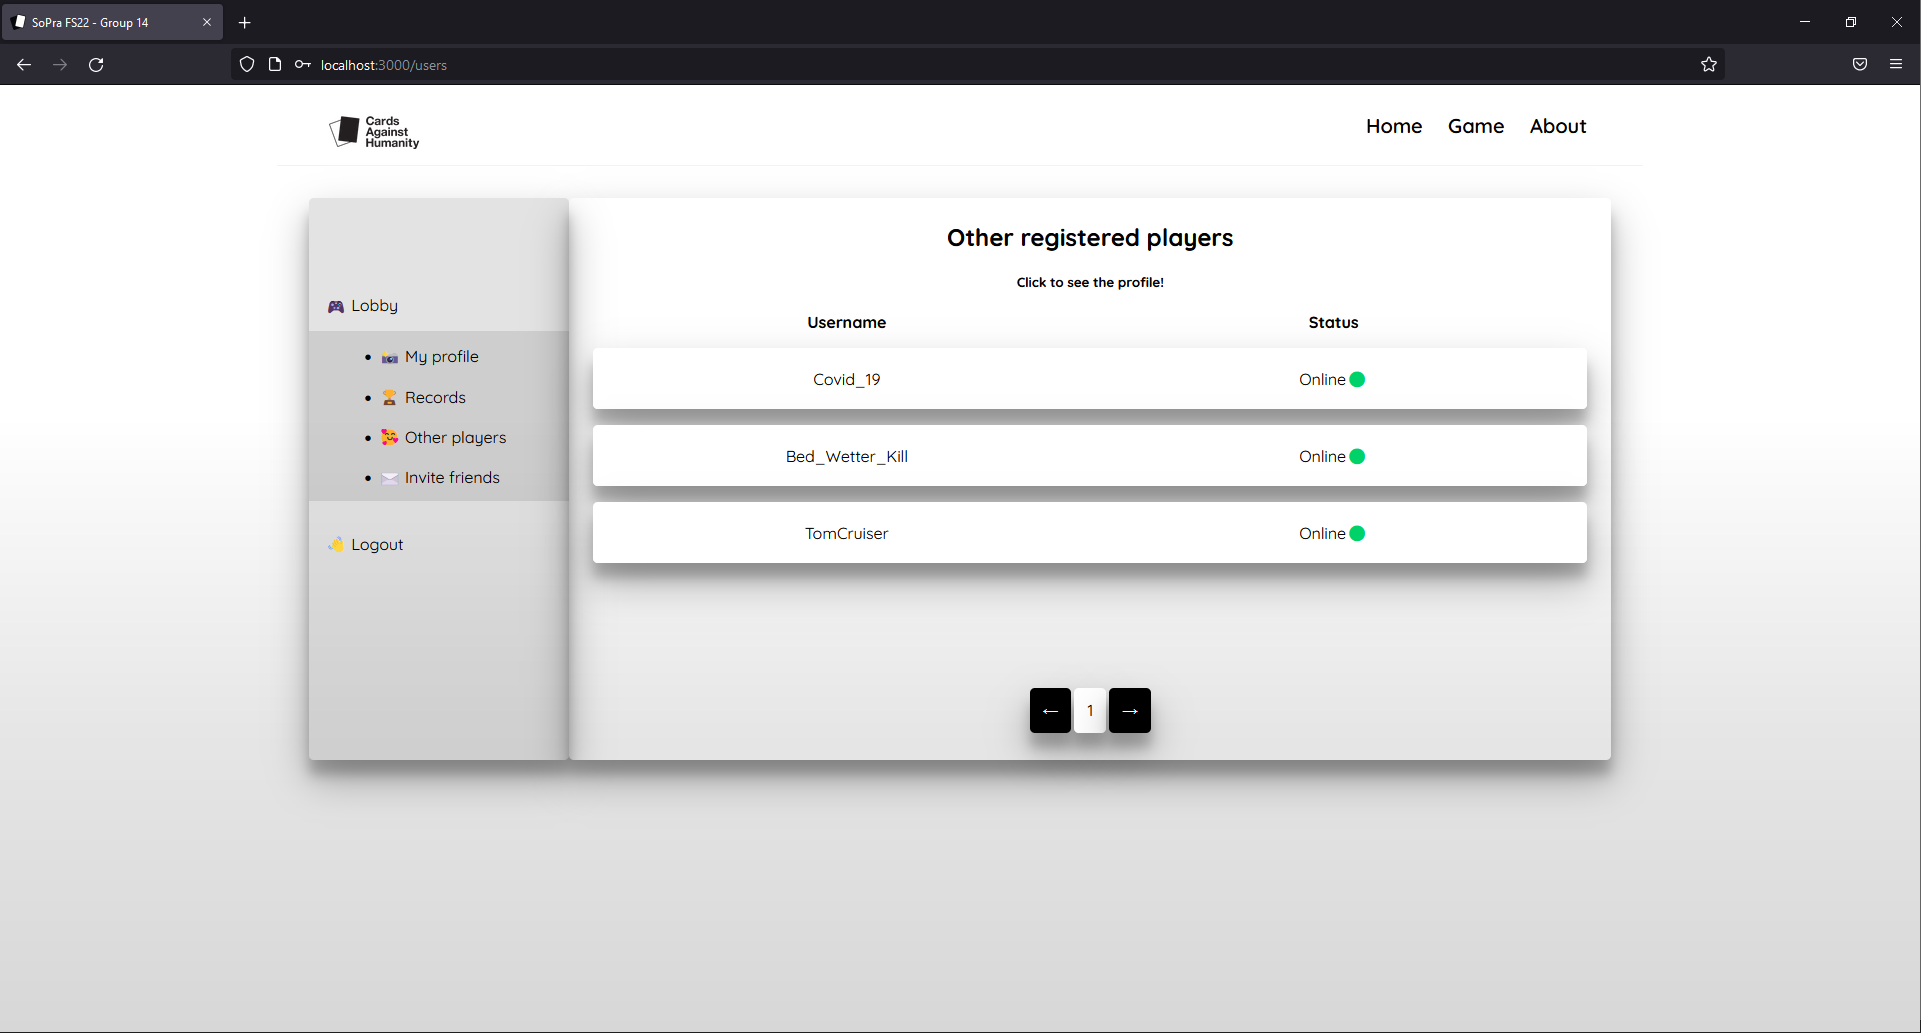 SoPra FS22 - Group 14
localhost:3000/users
Cards
Against
Humanity
Home Game About
Lobby
My profile
Records
Other players
Invite friends
Logout
Other registered players
Click to see the profile!
Username Status
Covid_19 Online
Bed_Wetter_Kill Online
TomCruiser Online
← 1 →